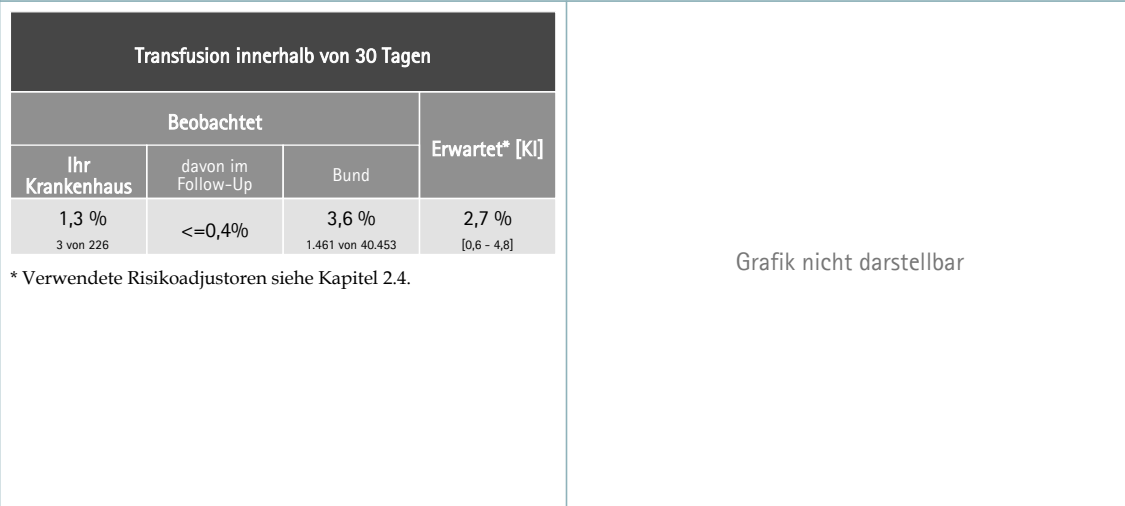 Transfusion innerhalb von 30 Tagen
Beobachtet
Erwartet* [KI]
Ihr
Krankenhaus
davon im
Follow-Up
Bund
1,3 %
3 von 226
<=0,4%
3,6 %
1.461 von 40.453
2,7 %
[0,6 - 4,8]
* Verwendete Risikoadjustoren siehe Kapitel 2.4.
Grafik nicht darstellbar